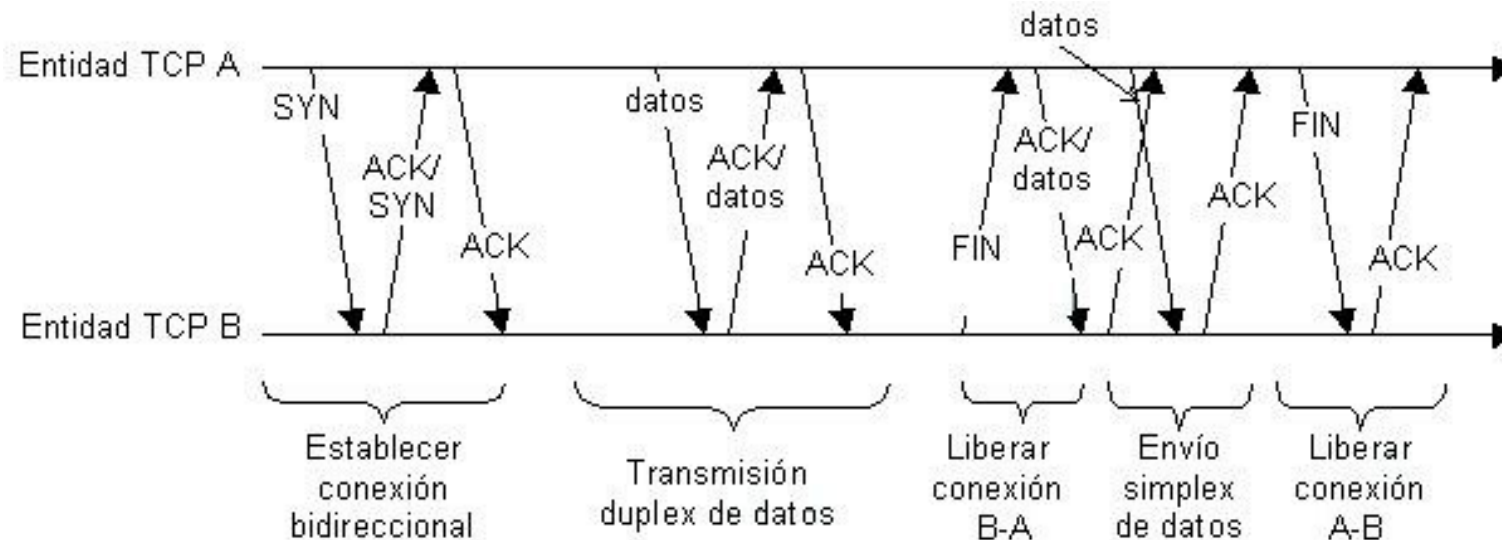 datos
Entidad TCP A
SYN
ACK/
SYN
ACK
datos
ACK/
datos
ACK
FIN
ACK/
datos
ACK
ACK
FIN
ACK
Entidad TCP B
Establecer
conexión
bidireccional
Transmisión
duplex de datos
Liberar
conexión
B-A
Envío
simplex
de datos
Liberar
conexión
A-B